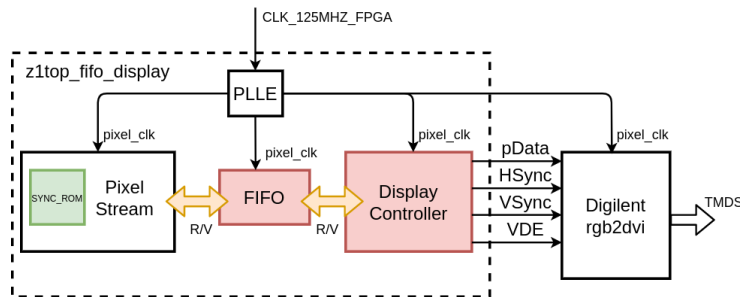 CLK_125MHZ_FPGA
z1top_fifo_display
PLLE
pixel_clk
pixel_clk
pixel_clk
pixel_clk
SYNC_ROM
Pixel
Stream
R/V
FIFO
R/V
Display
Controller
pData
HSync
VSync
VDE
Digilent
rgb2dvi
TMDS